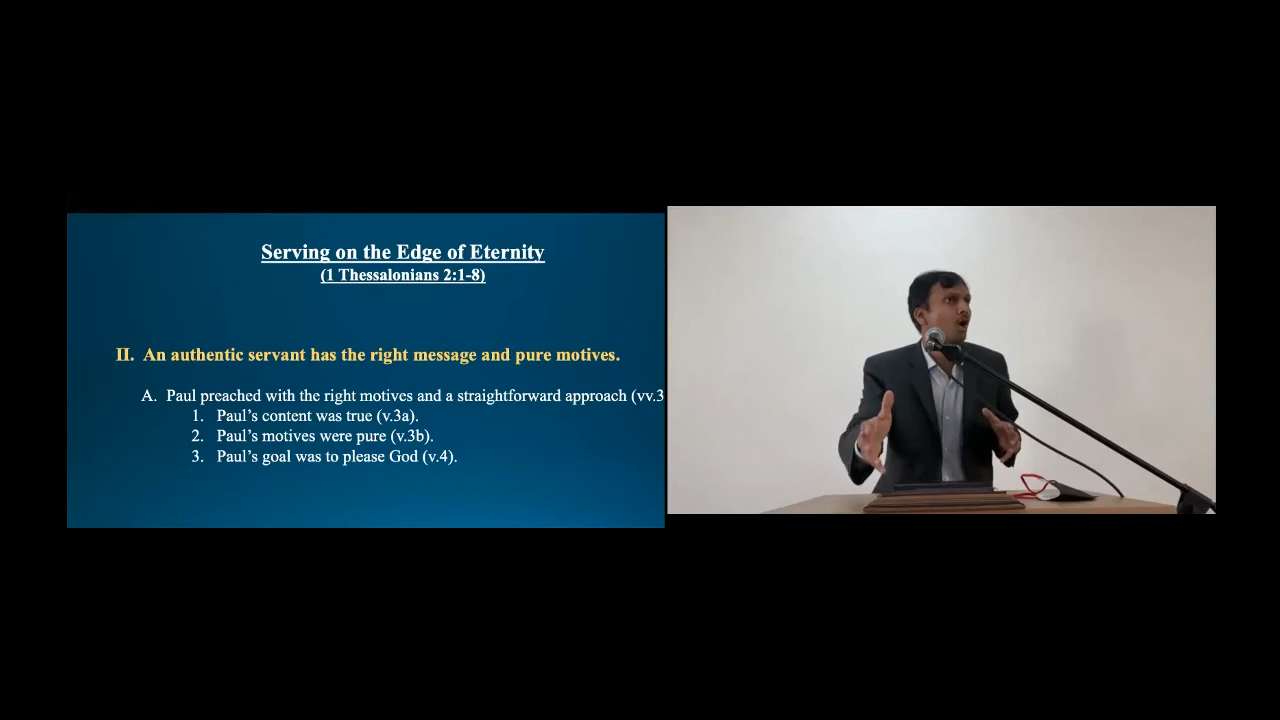 Serving on the Edge of Eternity
(1 Thessalonians 2:1-8)
II. An authentic servant has the right message and pure motives.
A. Paul preached with the right motives and a straightforward approach (vv.3
1. Paul’s content was true (v.3a).
2. Paul’s motives were pure (v.3b).
3. Paul’s goal was to please God (v.4).